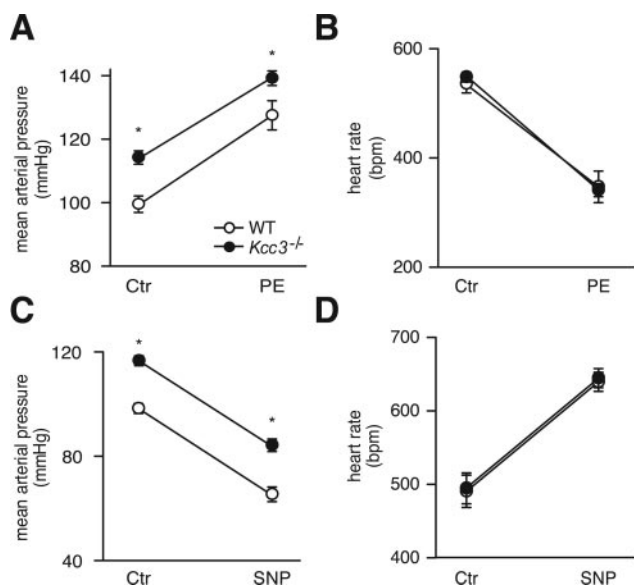 A
mean arterial pressure
(mmHg)
140
120
100
80
*
*
WT
Kcc3-/-
Ctr
PE
B
heart rate
(bpm)
600
400
200
Ctr
PE
C
mean arterial pressure
(mmHg)
120
80
40
*
*
Ctr
SNP
D
heart rate
(bpm)
700
600
500
400
Ctr
SNP